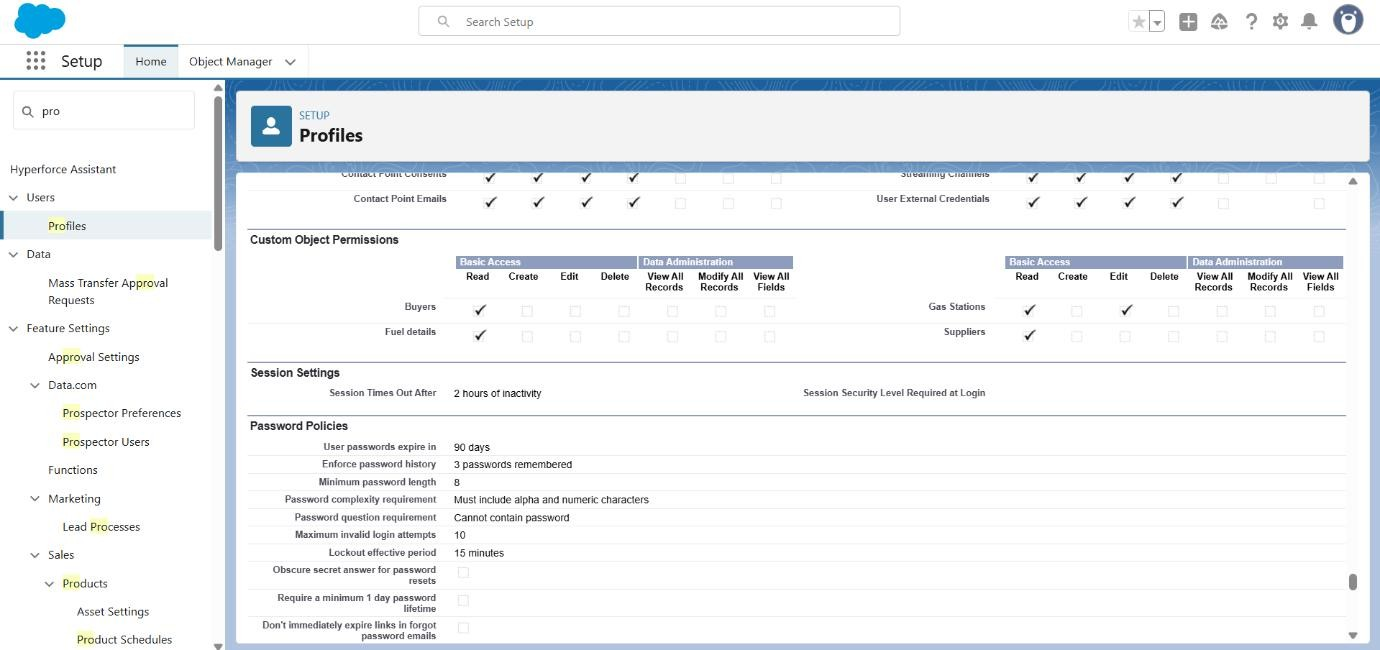 Search Setup
Setup
Home
Object Manager
pro
Hyperforce Assistant
Users
Profiles
Data
Mass Transfer Approval
Requests
Feature Settings
Approval Settings
Data.com
Prospector Preferences
Prospector Users
Functions
Marketing
Lead Processes
Sales
Products
Asset Settings
Product Schedules
SETUP
Profiles
Contact Point Consents Streaming Channels
Contact Point Emails User External Credentials
Custom Object Permissions
Basic Access Data Administration Basic Access Data Administration
Read Create Edit Delete View All Records Modify All Records View All Fields Read Create Edit Delete View All Records Modify All Records View All Fields
Buyers Gas Stations
Fuel details Suppliers
Session Settings
Session Times Out After 2 hours of inactivity Session Security Level Required at Login
Password Policies
User passwords expire in 90 days
Enforce password history 3 passwords remembered
Minimum password length 8
Password complexity requirement Must include alpha and numeric characters
Password question requirement Cannot contain password
Maximum invalid login attempts 10
Lockout effective period 15 minutes
Obscure secret answer for password
resets
Require a minimum 1 day password
lifetime
Don't immediately expire links in forgot
password emails